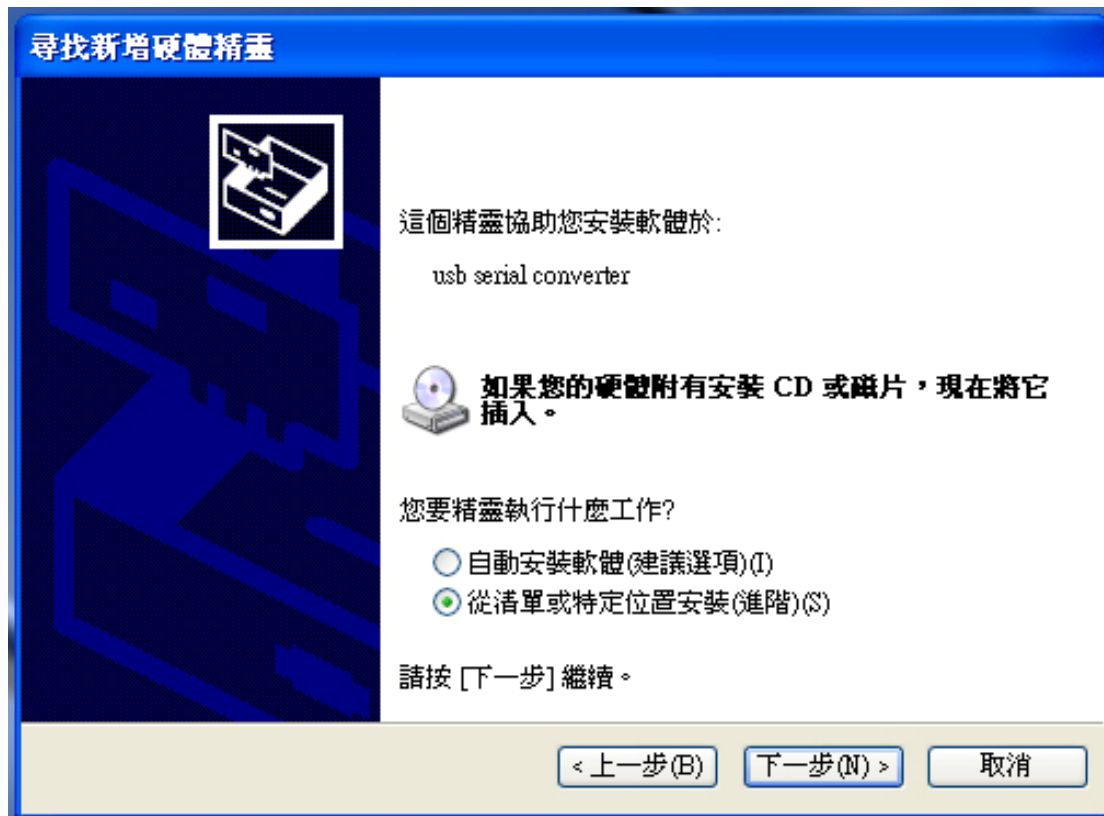 尋找新增硬體精靈
這個精靈協助您安裝軟體於:
usb serial converter
如果您的硬體附有安裝 CD 或磁片，現在將它
插入。
您要精靈執行什麼工作?
自動安裝軟體(建議選項)(I)
從清單或特定位置安裝(進階)(S)
請按 [下一步] 繼續。
< 上一步(B) 下一步(N) > 取消